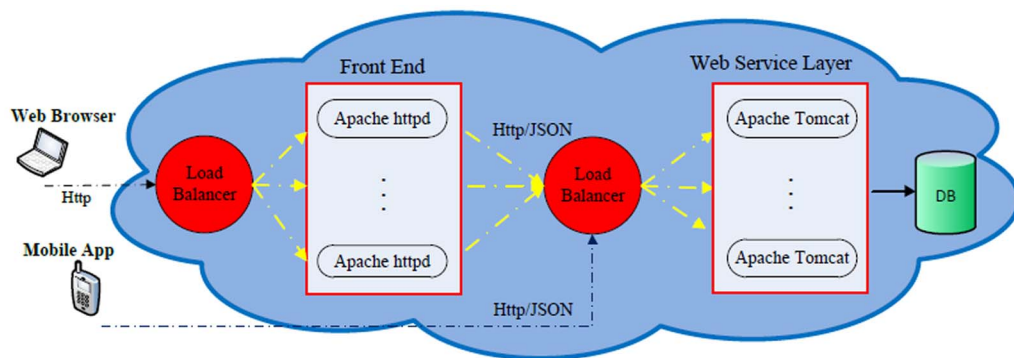 Front End
Web Service Layer
Web Browser
Apache httpd
Http/JSON
Apache Tomcat
Load
Balancer
Load
Balancer
Http
DB
Mobile App
Apache httpd
Apache Tomcat
Http/JSON